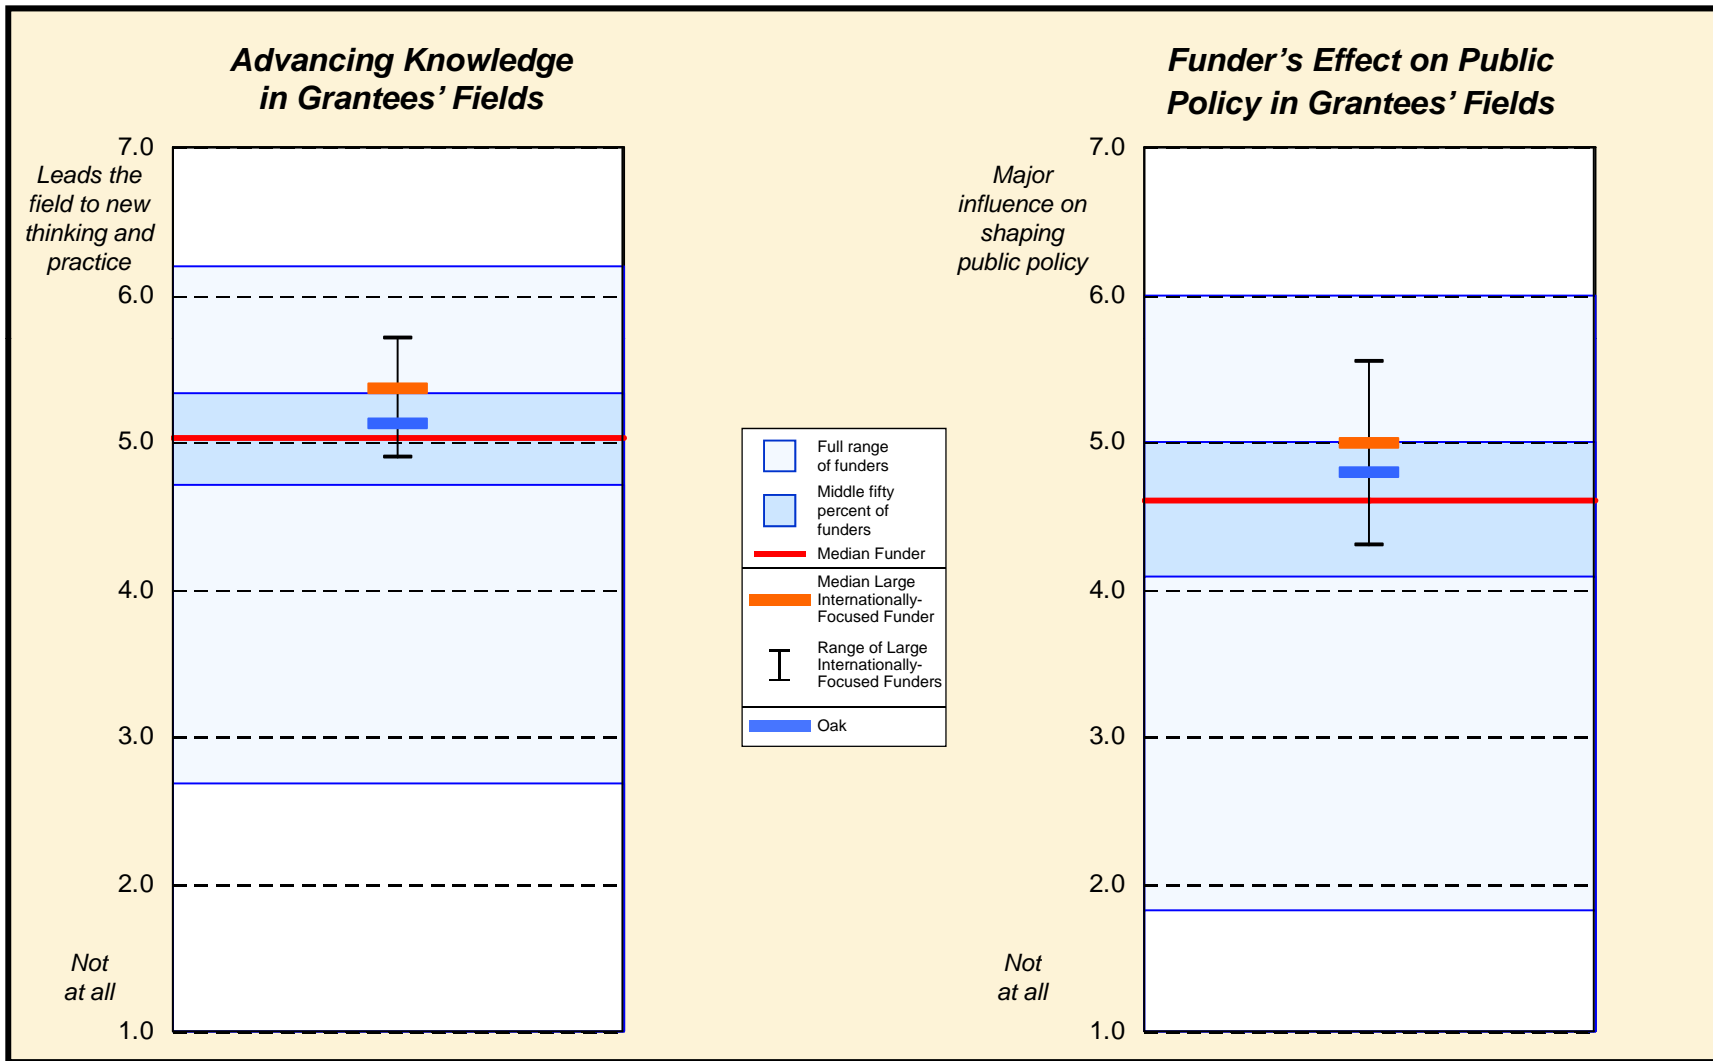 Advancing Knowledge
in Grantees’ Fields
7.0
Leads the
field to new
thinking and
practice
6.0
5.0
4.0
3.0
2.0
Not
at all
1.0
Full range
of funders
Middle fifty
percent of
funders
Median Funder
Median Large
Internationally-
Focused Funder
Range of Large
Internationally-
Focused Funders
Oak
Funder’s Effect on Public
Policy in Grantees’ Fields
7.0
Major
influence on
shaping
public policy
6.0
5.0
4.0
3.0
2.0
Not
at all
1.0